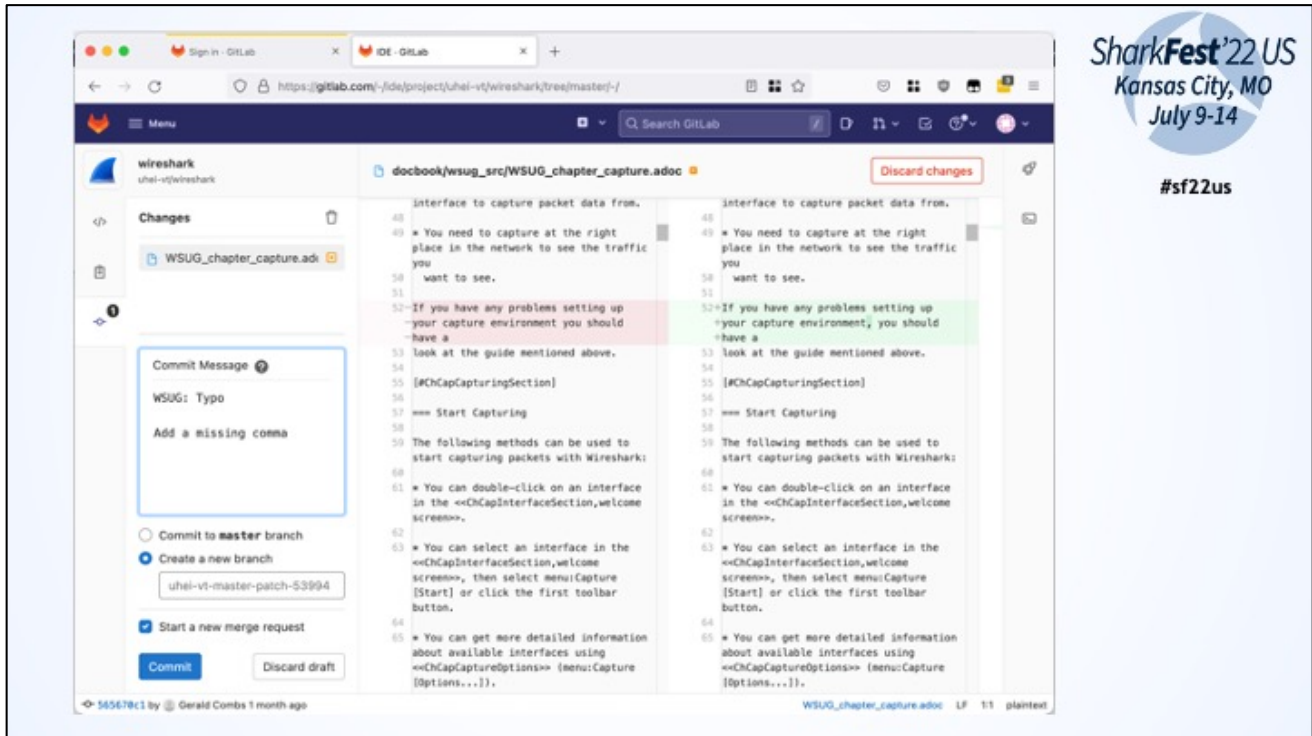 Sign in · GitLab
IDE · GitLab
https://gitlab.com/-/ide/project/uhei-vt/wireshark/tree/master/-/
Menu
Search GitLab
wireshark
uhei-vt/wireshark
docbook/wsug_src/WSUG_chapter_capture.adoc
Discard changes
Changes
WSUG_chapter_capture.ado
1
Commit Message
WSUG: Typo
Add a missing comma
Commit to master branch
Create a new branch
uhei-vt-master-patch-53994
Start a new merge request
Commit
Discard draft
interface to capture packet data from.
48
49 * You need to capture at the right
place in the network to see the traffic
you
50 want to see.
51
52-If you have any problems setting up
-your capture environment you should
-have a
53 look at the guide mentioned above.
54
55 [#ChCapCapturingSection]
56
57 === Start Capturing
58
59 The following methods can be used to
start capturing packets with Wireshark:
60
61 * You can double-click on an interface
in the <<ChCapInterfaceSection,welcome
screen>>.
62
63 * You can select an interface in the
<<ChCapInterfaceSection,welcome
screen>>, then select menu:Capture
[Start] or click the first toolbar
button.
64
65 * You can get more detailed information
about available interfaces using
<<ChCapCaptureOptions>> (menu:Capture
[Options...]).
interface to capture packet data from.
48
49 * You need to capture at the right
place in the network to see the traffic
you
50 want to see.
51
52+If you have any problems setting up
+your capture environment, you should
+have a
53 look at the guide mentioned above.
54
55 [#ChCapCapturingSection]
56
57 === Start Capturing
58
59 The following methods can be used to
start capturing packets with Wireshark:
60
61 * You can double-click on an interface
in the <<ChCapInterfaceSection,welcome
screen>>.
62
63 * You can select an interface in the
<<ChCapInterfaceSection,welcome
screen>>, then select menu:Capture
[Start] or click the first toolbar
button.
64
65 * You can get more detailed information
about available interfaces using
<<ChCapCaptureOptions>> (menu:Capture
[Options...]).
565670c1 by Gerald Combs 1 month ago
WSUG_chapter_capture.adoc LF 1:1 plaintext
SharkFest'22 US
Kansas City, MO
July 9-14
#sf22us